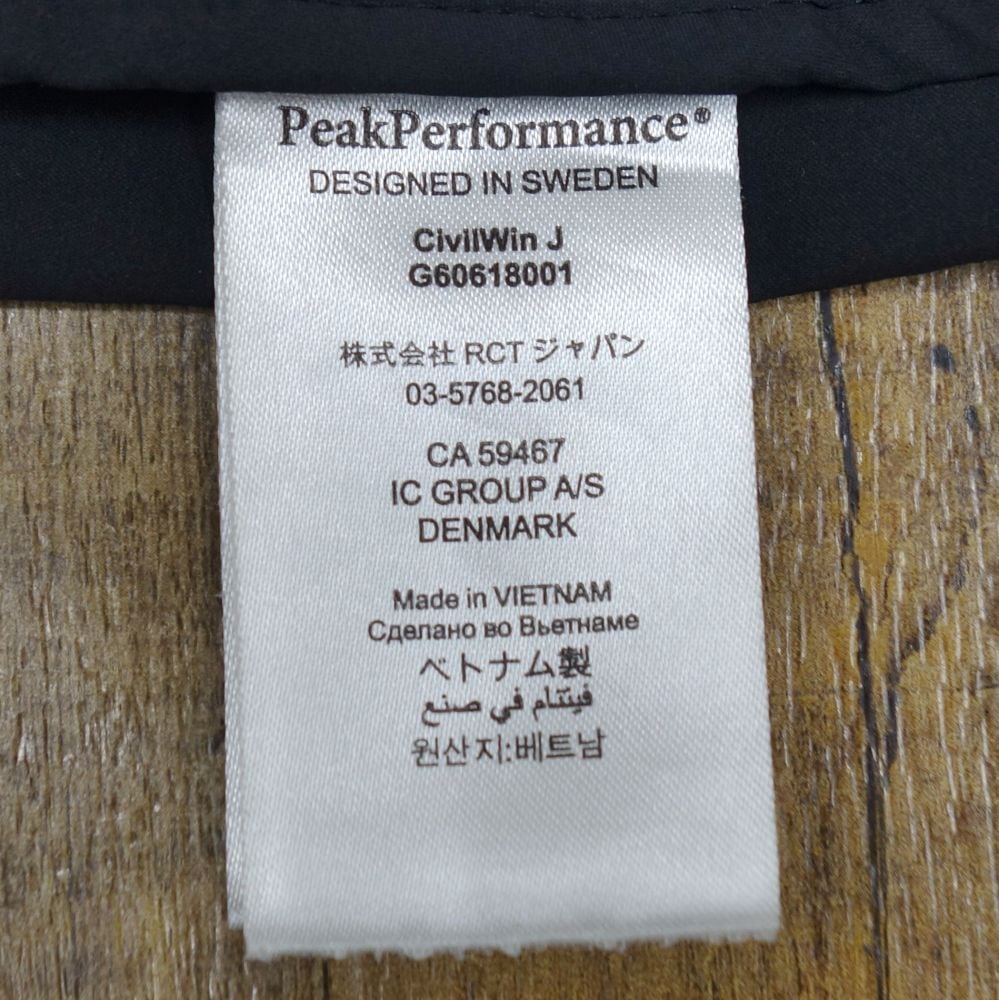 PeakPerformance®
DESIGNED IN SWEDEN
CivilWin J
G60618001
株式会社 RCT ジャパン
03-5768-2061
CA 59467
IC GROUP A/S
DENMARK
Made in VIETNAM
Сделано во Вьетнаме
ベトナム製
فيتنام في صنع
원산지:베트남